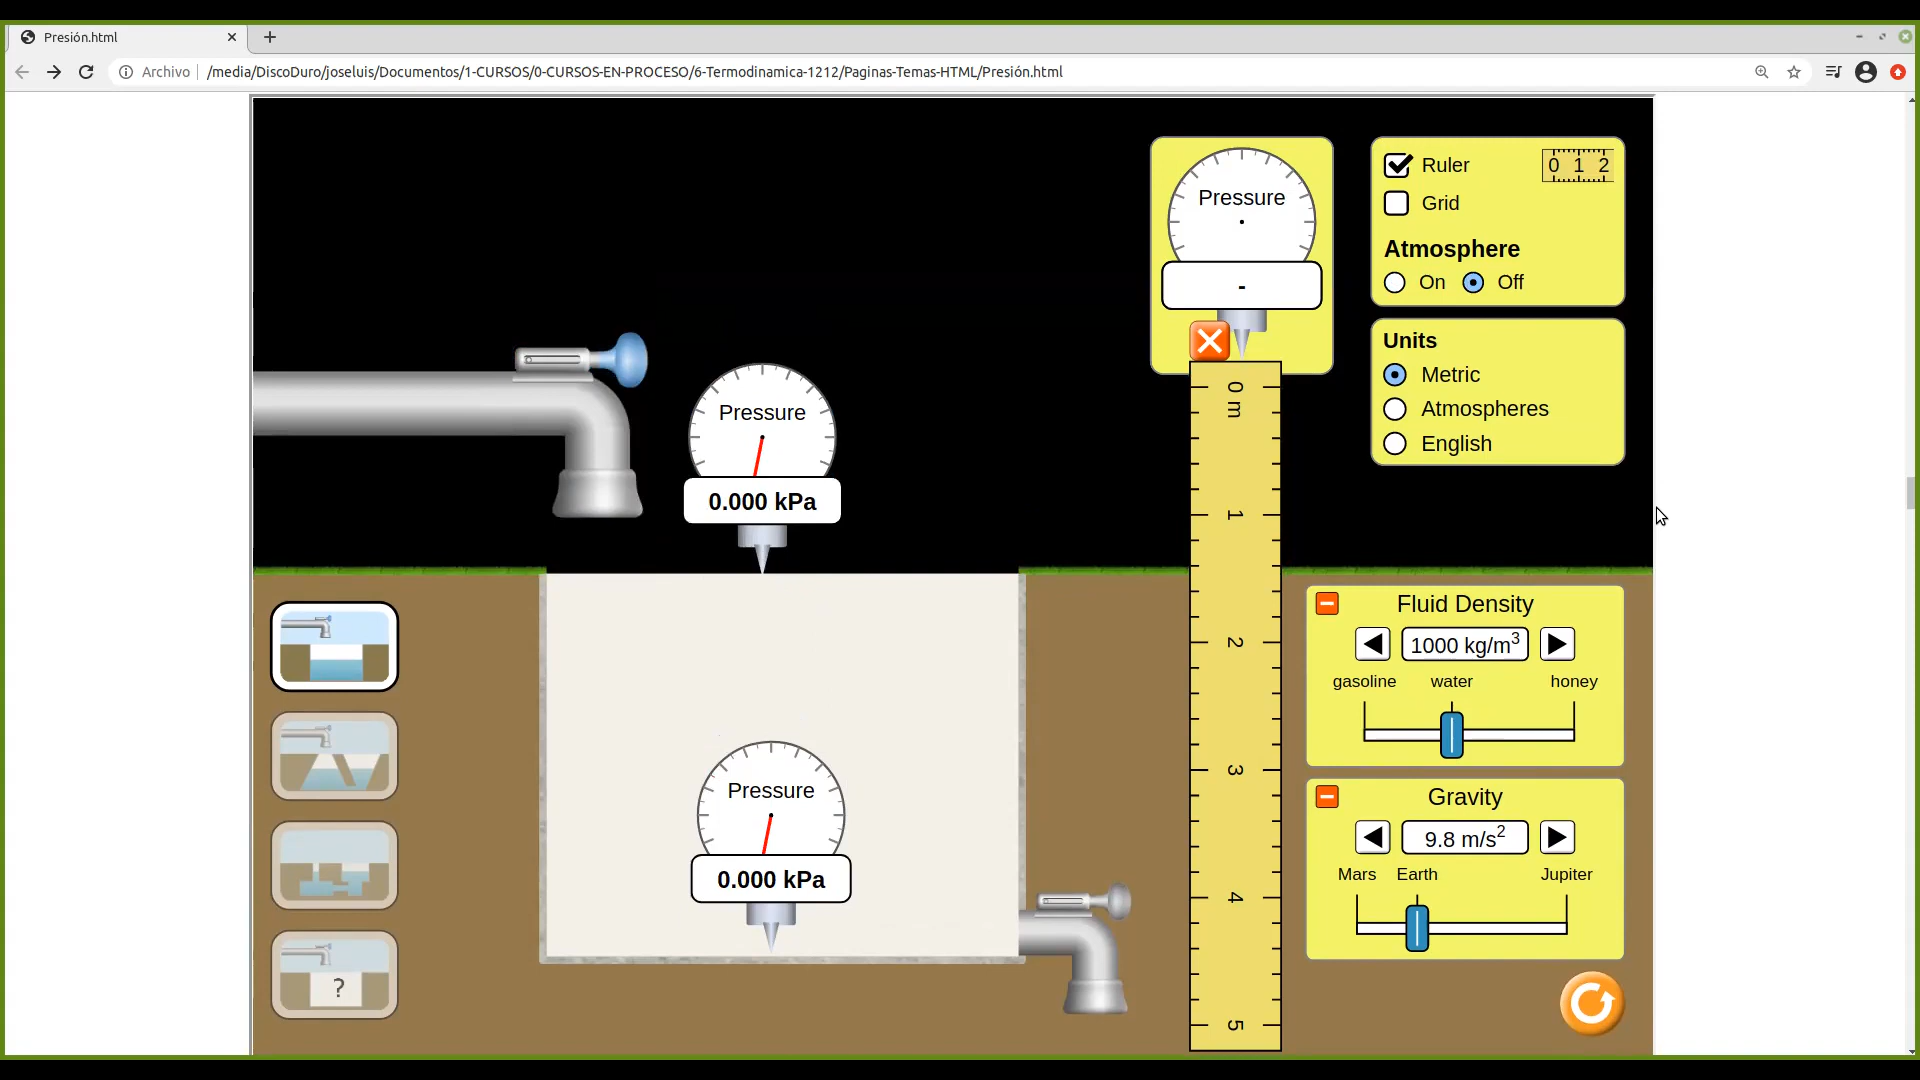 Presión.html
Archivo /media/DiscoDuro/joseluis/Documentos/1-CURSOS/0-CURSOS-EN-PROCESO/6-Termodinamica-1212/Paginas-Temas-HTML/Presión.html
Pressure
-
Ruler
0 1 2
Grid
Atmosphere
On Off
Units
Metric
Atmospheres
English
Pressure
0.000 kPa
0 m
1
2
3
4
5
Fluid Density
1000 kg/m³
gasoline water honey
Pressure
0.000 kPa
Gravity
9.8 m/s²
Mars Earth Jupiter
?